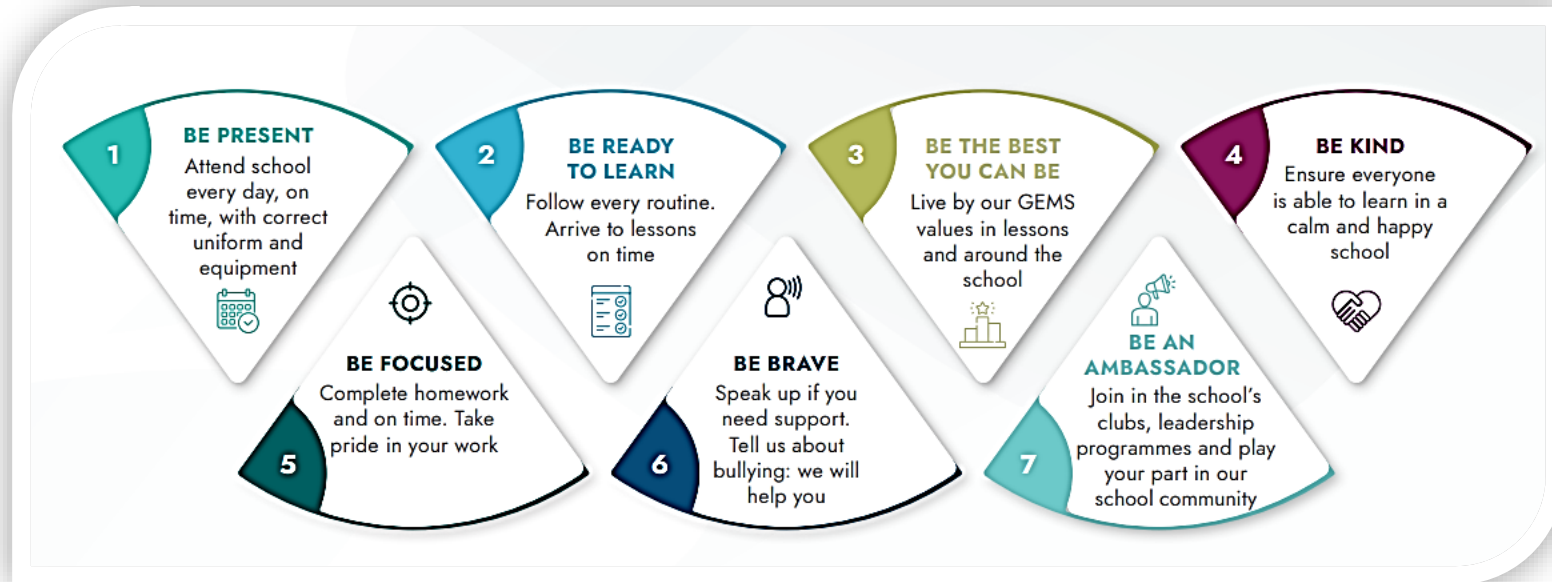 1
BE PRESENT
Attend school
every day, on
time, with correct
uniform and
equipment
2
BE READY
TO LEARN
Follow every routine.
Arrive to lessons
on time
3
BE THE BEST
YOU CAN BE
Live by our GEMS
values in lessons
and around the
school
4
BE KIND
Ensure everyone
is able to learn in a
calm and happy
school
5
BE FOCUSED
Complete homework
and on time. Take
pride in your work
6
BE BRAVE
Speak up if you
need support.
Tell us about
bullying: we will
help you
7
BE AN
AMBASSADOR
Join in the school's
clubs, leadership
programmes and play
your part in our
school community